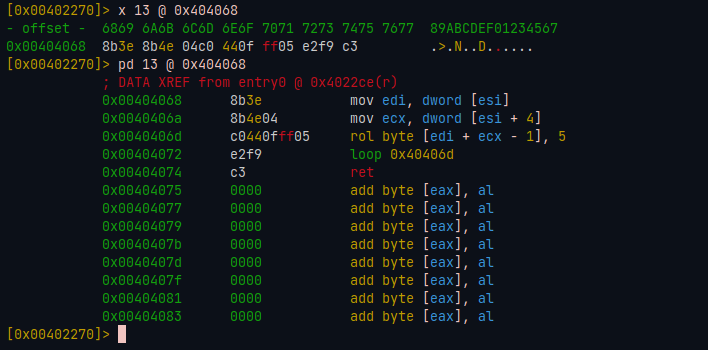 [0x00402270]> x 13 @ 0x404068
- offset -  6869 6A6B 6C6D 6E6F 7071 7273 7475 7677  89ABCDEF01234567
0x00404068  8b3e 8b4e 04c0 440f ff05 e2f9 c3         .>.N..D......
[0x00402270]> pd 13 @ 0x404068
; DATA XREF from entry0 @ 0x4022ce(r)
0x00404068      8b3e           mov edi, dword [esi]
0x0040406a      8b4e04         mov ecx, dword [esi + 4]
0x0040406d      c0440fff05     rol byte [edi + ecx - 1], 5
0x00404072      e2f9           loop 0x40406d
0x00404074      c3             ret
0x00404075      0000           add byte [eax], al
0x00404077      0000           add byte [eax], al
0x00404079      0000           add byte [eax], al
0x0040407b      0000           add byte [eax], al
0x0040407d      0000           add byte [eax], al
0x0040407f      0000           add byte [eax], al
0x00404081      0000           add byte [eax], al
0x00404083      0000           add byte [eax], al
[0x00402270]>